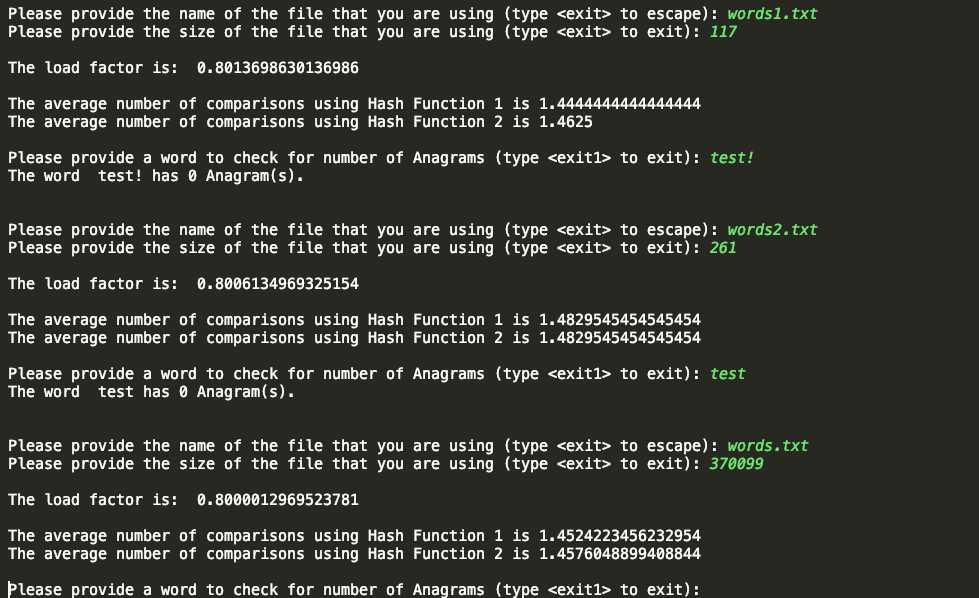 Please provide the name of the file that you are using (type <exit> to escape): words1.txt
Please provide the size of the file that you are using (type <exit> to exit): 117
The load factor is:  0.8013698630136986
The average number of comparisons using Hash Function 1 is 1.4444444444444444
The average number of comparisons using Hash Function 2 is 1.4625
Please provide a word to check for number of Anagrams (type <exit1> to exit): test!
The word  test! has 0 Anagram(s).
Please provide the name of the file that you are using (type <exit> to escape): words2.txt
Please provide the size of the file that you are using (type <exit> to exit): 261
The load factor is:  0.8006134969325154
The average number of comparisons using Hash Function 1 is 1.4829545454545454
The average number of comparisons using Hash Function 2 is 1.4829545454545454
Please provide a word to check for number of Anagrams (type <exit1> to exit): test
The word  test has 0 Anagram(s).
Please provide the name of the file that you are using (type <exit> to escape): words.txt
Please provide the size of the file that you are using (type <exit> to exit): 370099
The load factor is:  0.8000012969523781
The average number of comparisons using Hash Function 1 is 1.4524223456232954
The average number of comparisons using Hash Function 2 is 1.4576048899408844
Please provide a word to check for number of Anagrams (type <exit1> to exit):